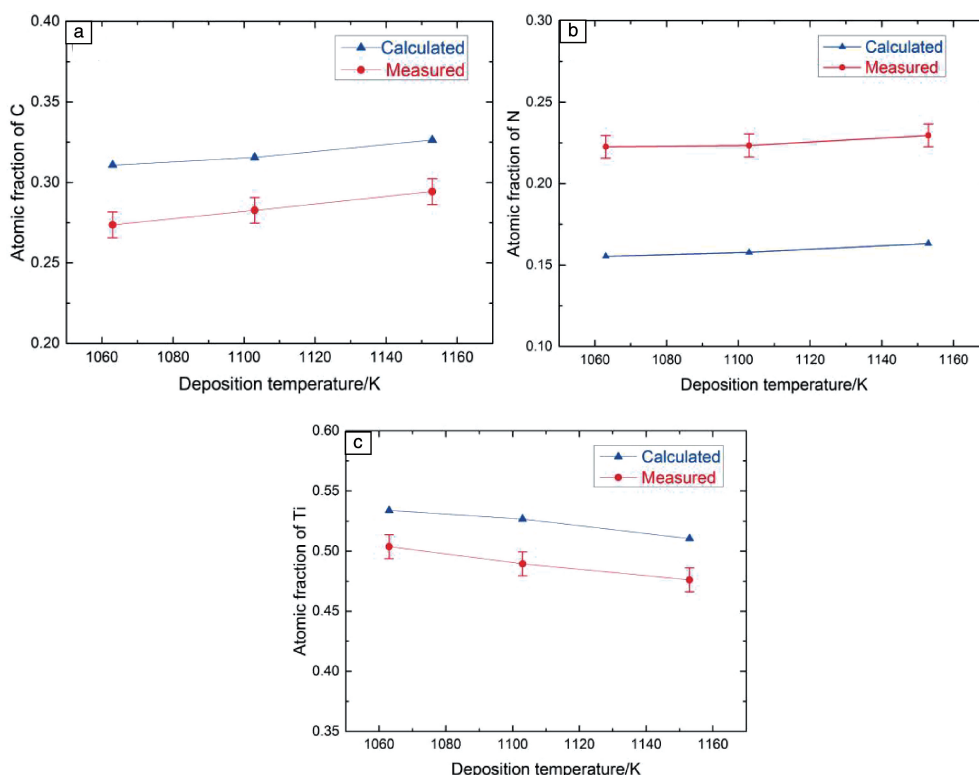 a
Calculated
Measured
0.40
0.35
0.30
0.25
0.20
Atomic fraction of C
1060 1080 1100 1120 1140 1160
Deposition temperature/K
b
Calculated
Measured
0.30
0.25
0.20
0.15
0.10
Atomic fraction of N
1060 1080 1100 1120 1140 1160
Deposition temperature/K
c
Calculated
Measured
0.60
0.55
0.50
0.45
0.40
0.35
Atomic fraction of Ti
1060 1080 1100 1120 1140 1160
Deposition temperature/K